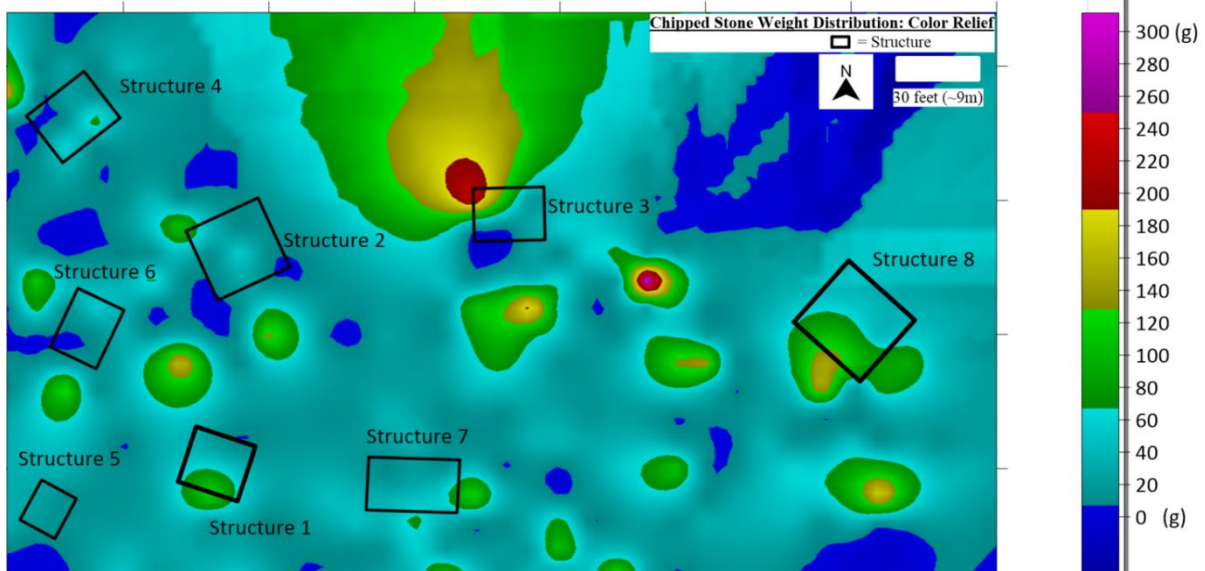 Chipped Stone Weight Distribution: Color Relief
= Structure
N
30 feet (~9m)
Structure 4
Structure 3
Structure 2
Structure 8
Structure 6
Structure 7
Structure 5
Structure 1
300 (g)
280
260
240
220
200
180
160
140
120
100
80
60
40
20
0 (g)